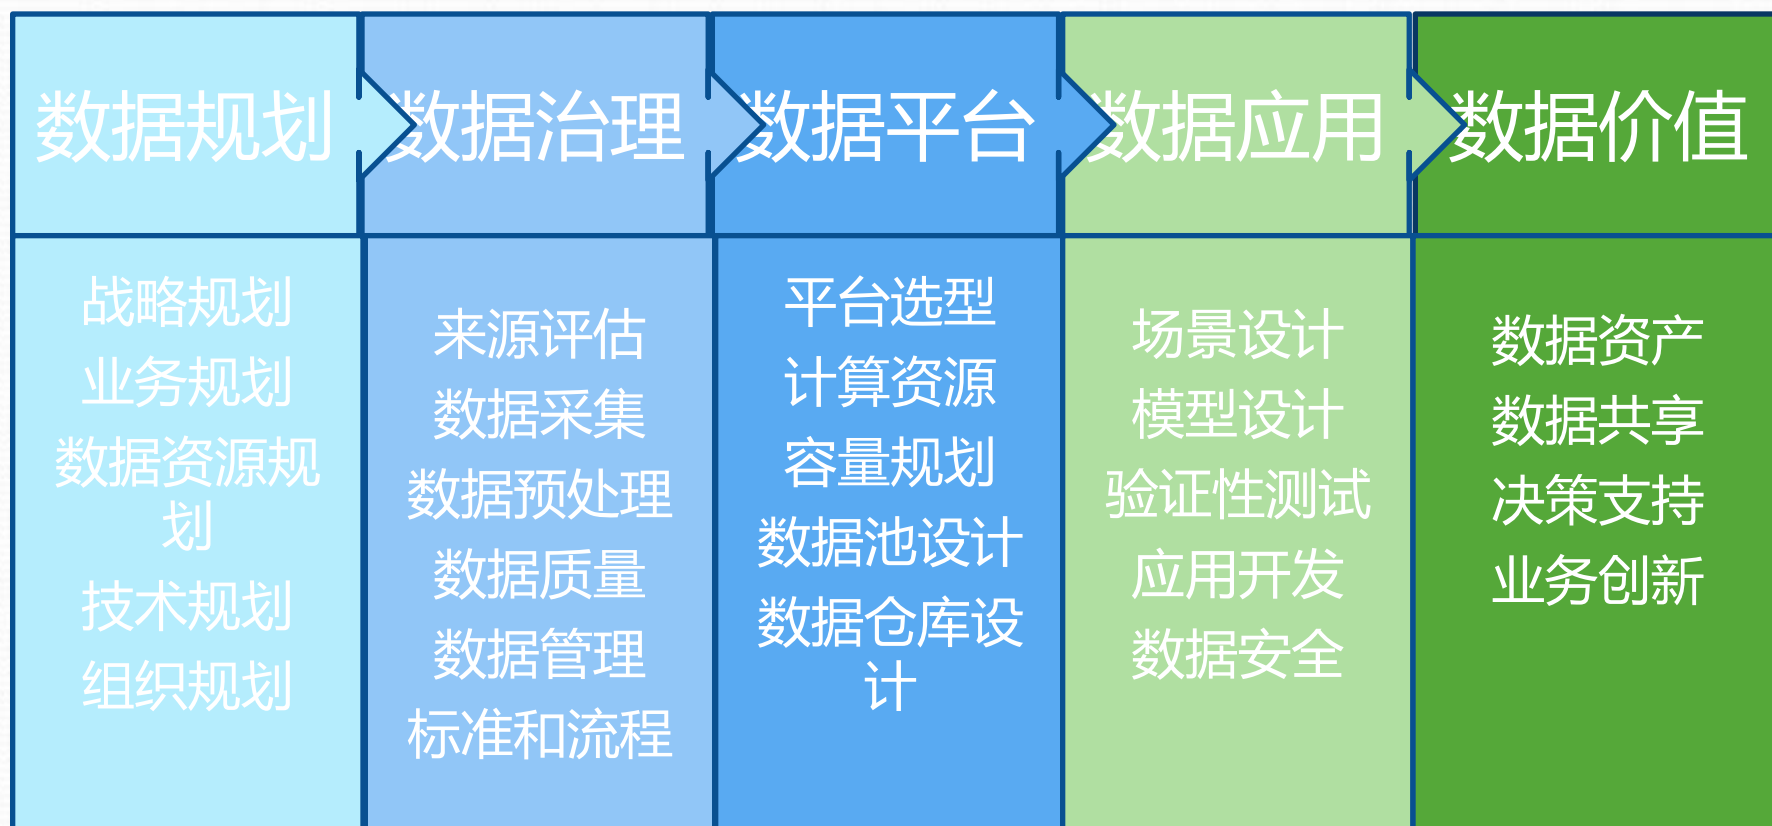 数据规划
数据治理
数据平台
数据应用
数据价值
战略规划
业务规划
数据资源规
划
技术规划
组织规划
来源评估
数据采集
数据预处理
数据质量
数据管理
标准和流程
平台选型
计算资源
容量规划
数据池设计
数据仓库设
计
场景设计
模型设计
验证性测试
应用开发
数据安全
数据资产
数据共享
决策支持
业务创新